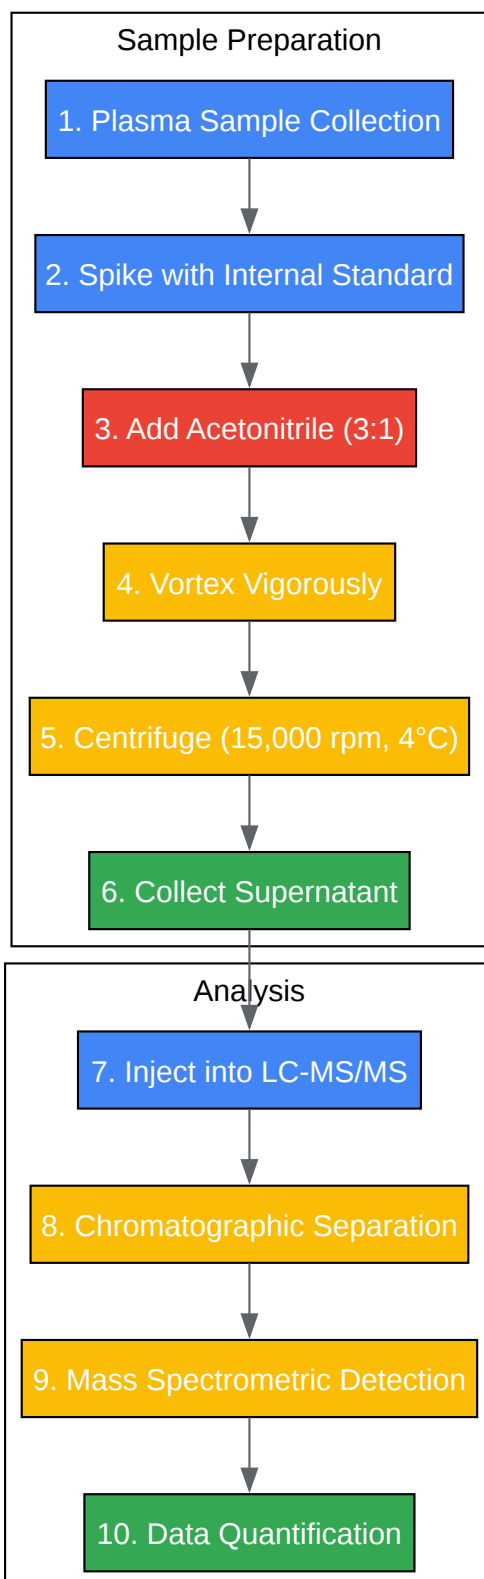 Sample Preparation
1. Plasma Sample Collection
2. Spike with Internal Standard
3. Add Acetonitrile (3:1)
4. Vortex Vigorously
5. Centrifuge (15,000 rpm, 4°C)
6. Collect Supernatant
Analysis
7. Inject into LC-MS/MS
8. Chromatographic Separation
9. Mass Spectrometric Detection
10. Data Quantification